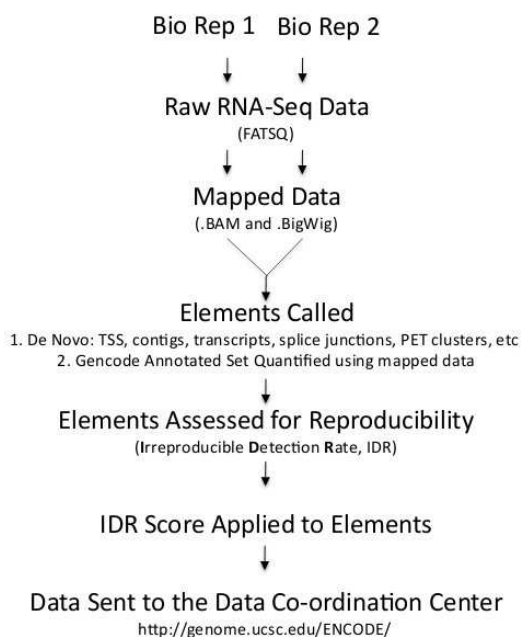 Bio Rep 1 Bio Rep 2
Raw RNA-Seq Data
(FATSQ)
Mapped Data
(.BAM and .BigWig)
Elements Called
1. De Novo: TSS, contigs, transcripts, splice junctions, PET clusters, etc
2. Gencode Annotated Set Quantified using mapped data
Elements Assessed for Reproducibility
(Irreproducible Detection Rate, IDR)
IDR Score Applied to Elements
Data Sent to the Data Co-ordination Center
http://genome.ucsc.edu/ENCODE/